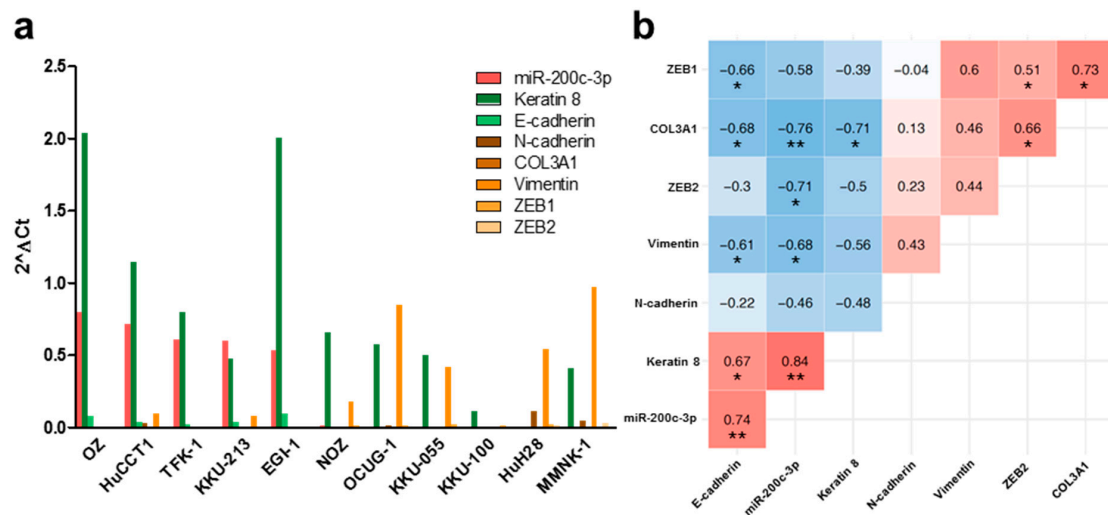 a
2.5
2.0
1.5
1.0
0.5
0.0
2^ΔCt
miR-200c-3p
Keratin 8
E-cadherin
N-cadherin
COL3A1
Vimentin
ZEB1
ZEB2
OZ
HuCCT1
TFK-1
KKU-213
EGI-1
NOZ
OCUG-1
KKU-055
KKU-100
HuH28
MMNK-1
b
ZEB1 −0.66 −0.58 −0.39 −0.04 0.6 0.51 0.73
* * *
COL3A1 −0.68 −0.76 −0.71 0.13 0.46 0.66
* ** * *
ZEB2 −0.3 −0.71 −0.5 0.23 0.44
*
Vimentin −0.61 −0.68 −0.56 0.43
* *
N-cadherin −0.22 −0.46 −0.48
Keratin 8 0.67 0.84
* **
miR-200c-3p 0.74
**
E-cadherin
miR-200c-3p
Keratin 8
N-cadherin
Vimentin
ZEB2
COL3A1